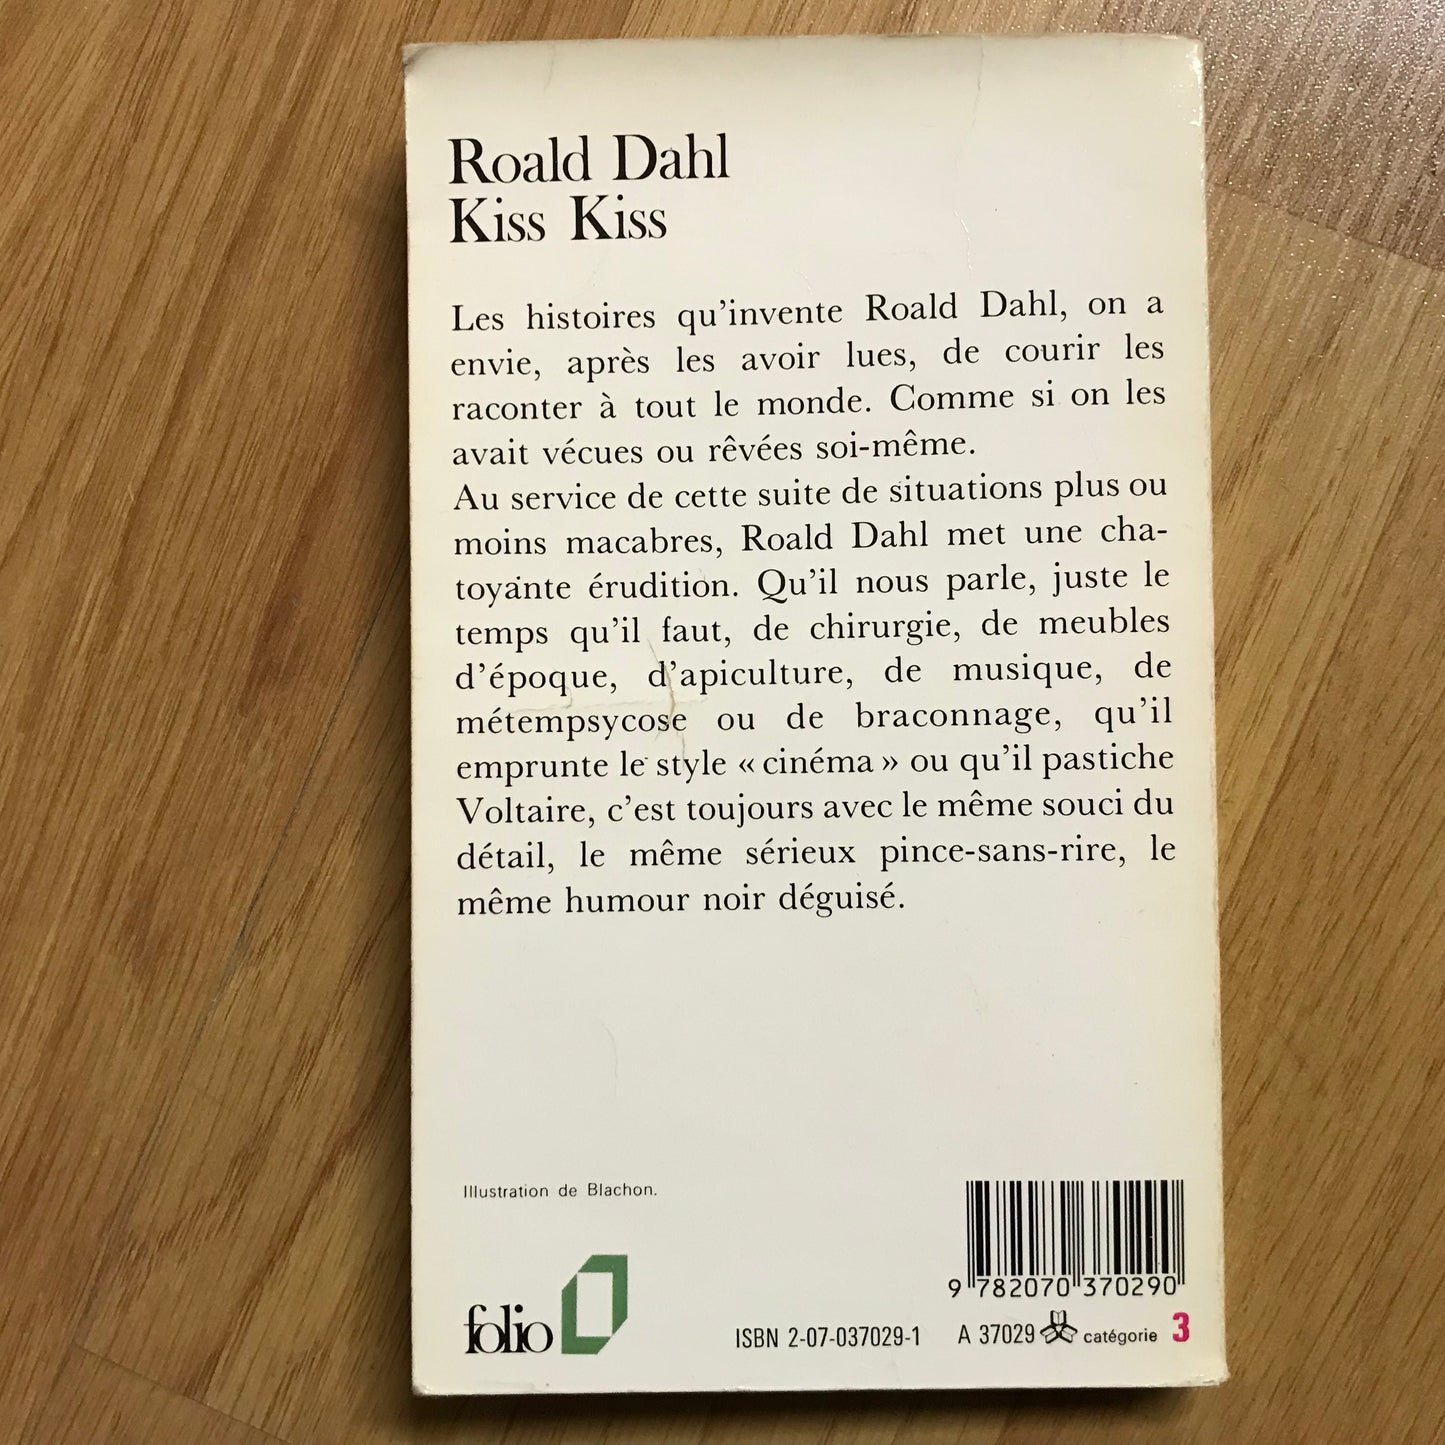 Roald Dahl
Kiss Kiss
Les histoires qu'invente Roald Dahl, on a
envie, après les avoir lues, de courir les
raconter à tout le monde. Comme si on les
avait vécues ou rêvées soi-même.
Au service de cette suite de situations plus ou
moins macabres, Roald Dahl met une cha-
toyante érudition. Qu'il nous parle, juste le
temps qu'il faut, de chirurgie, de meubles
d'époque, d'apiculture, de musique, de
métempsycose ou de braconnage, qu'il
emprunte le style « cinéma » ou qu'il pastiche
Voltaire, c'est toujours avec le même souci du
détail, le même sérieux pince-sans-rire, le
même humour noir déguisé.
Illustration de Blachon.
9 782070 370290
folio
ISBN 2-07-037029-1 A 37029 catégorie 3